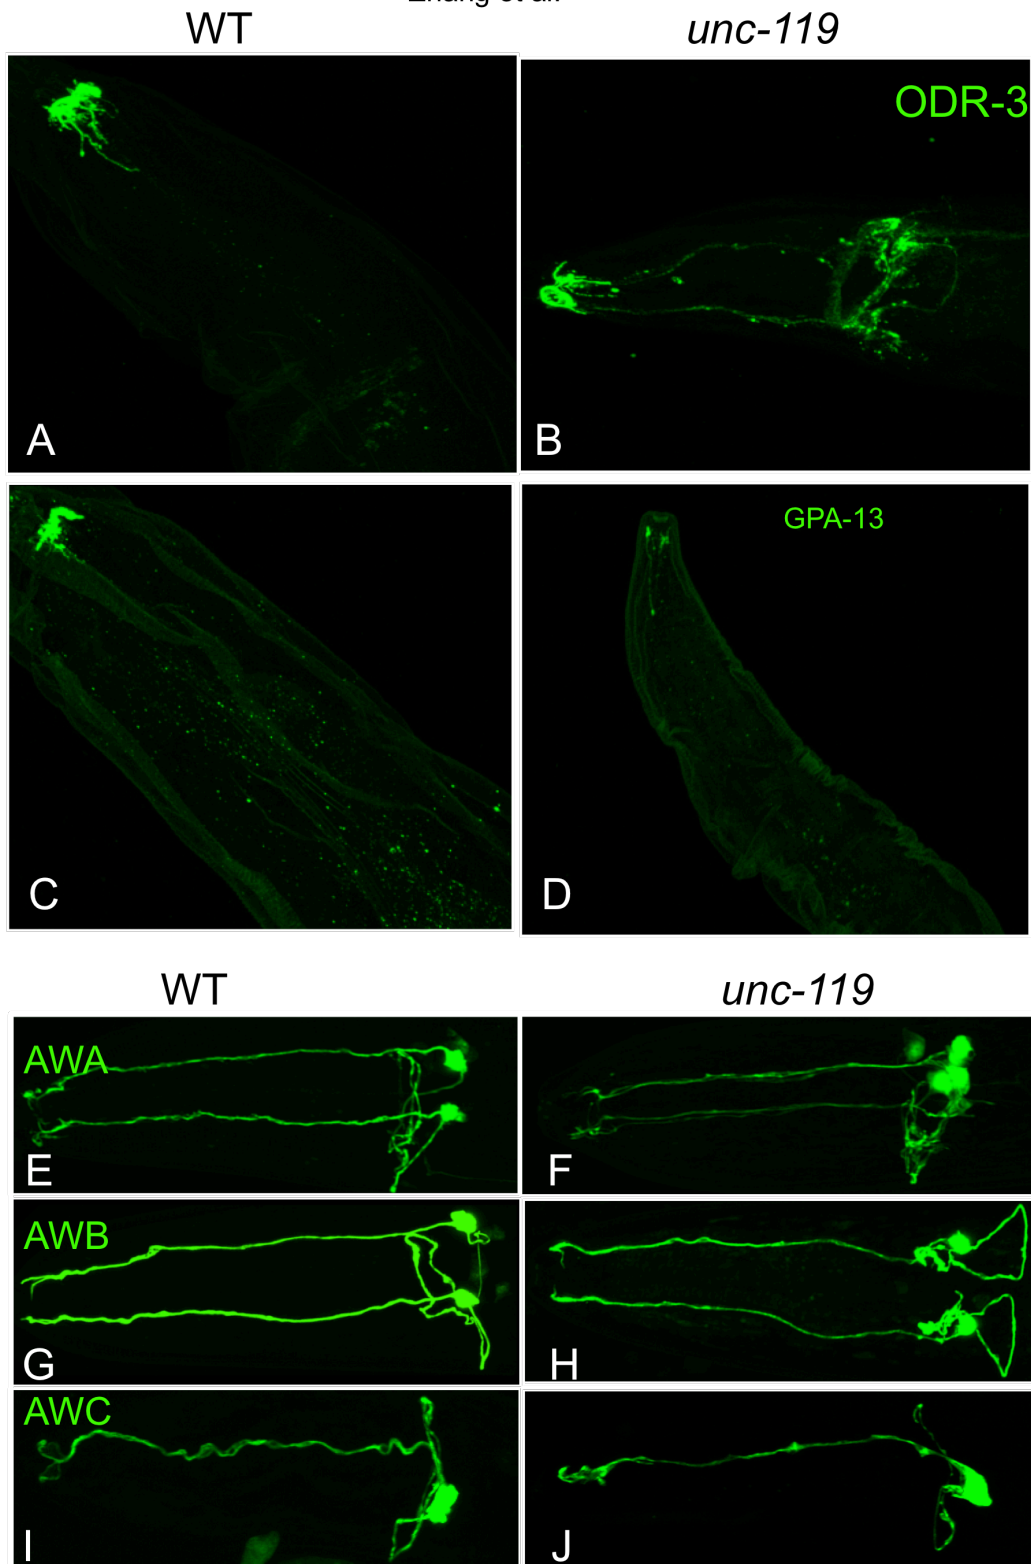 WT unc-119
ODR-3
A B
GPA-13
C D
WT unc-119
AWA
E F
AWB
G H
AWC
I J